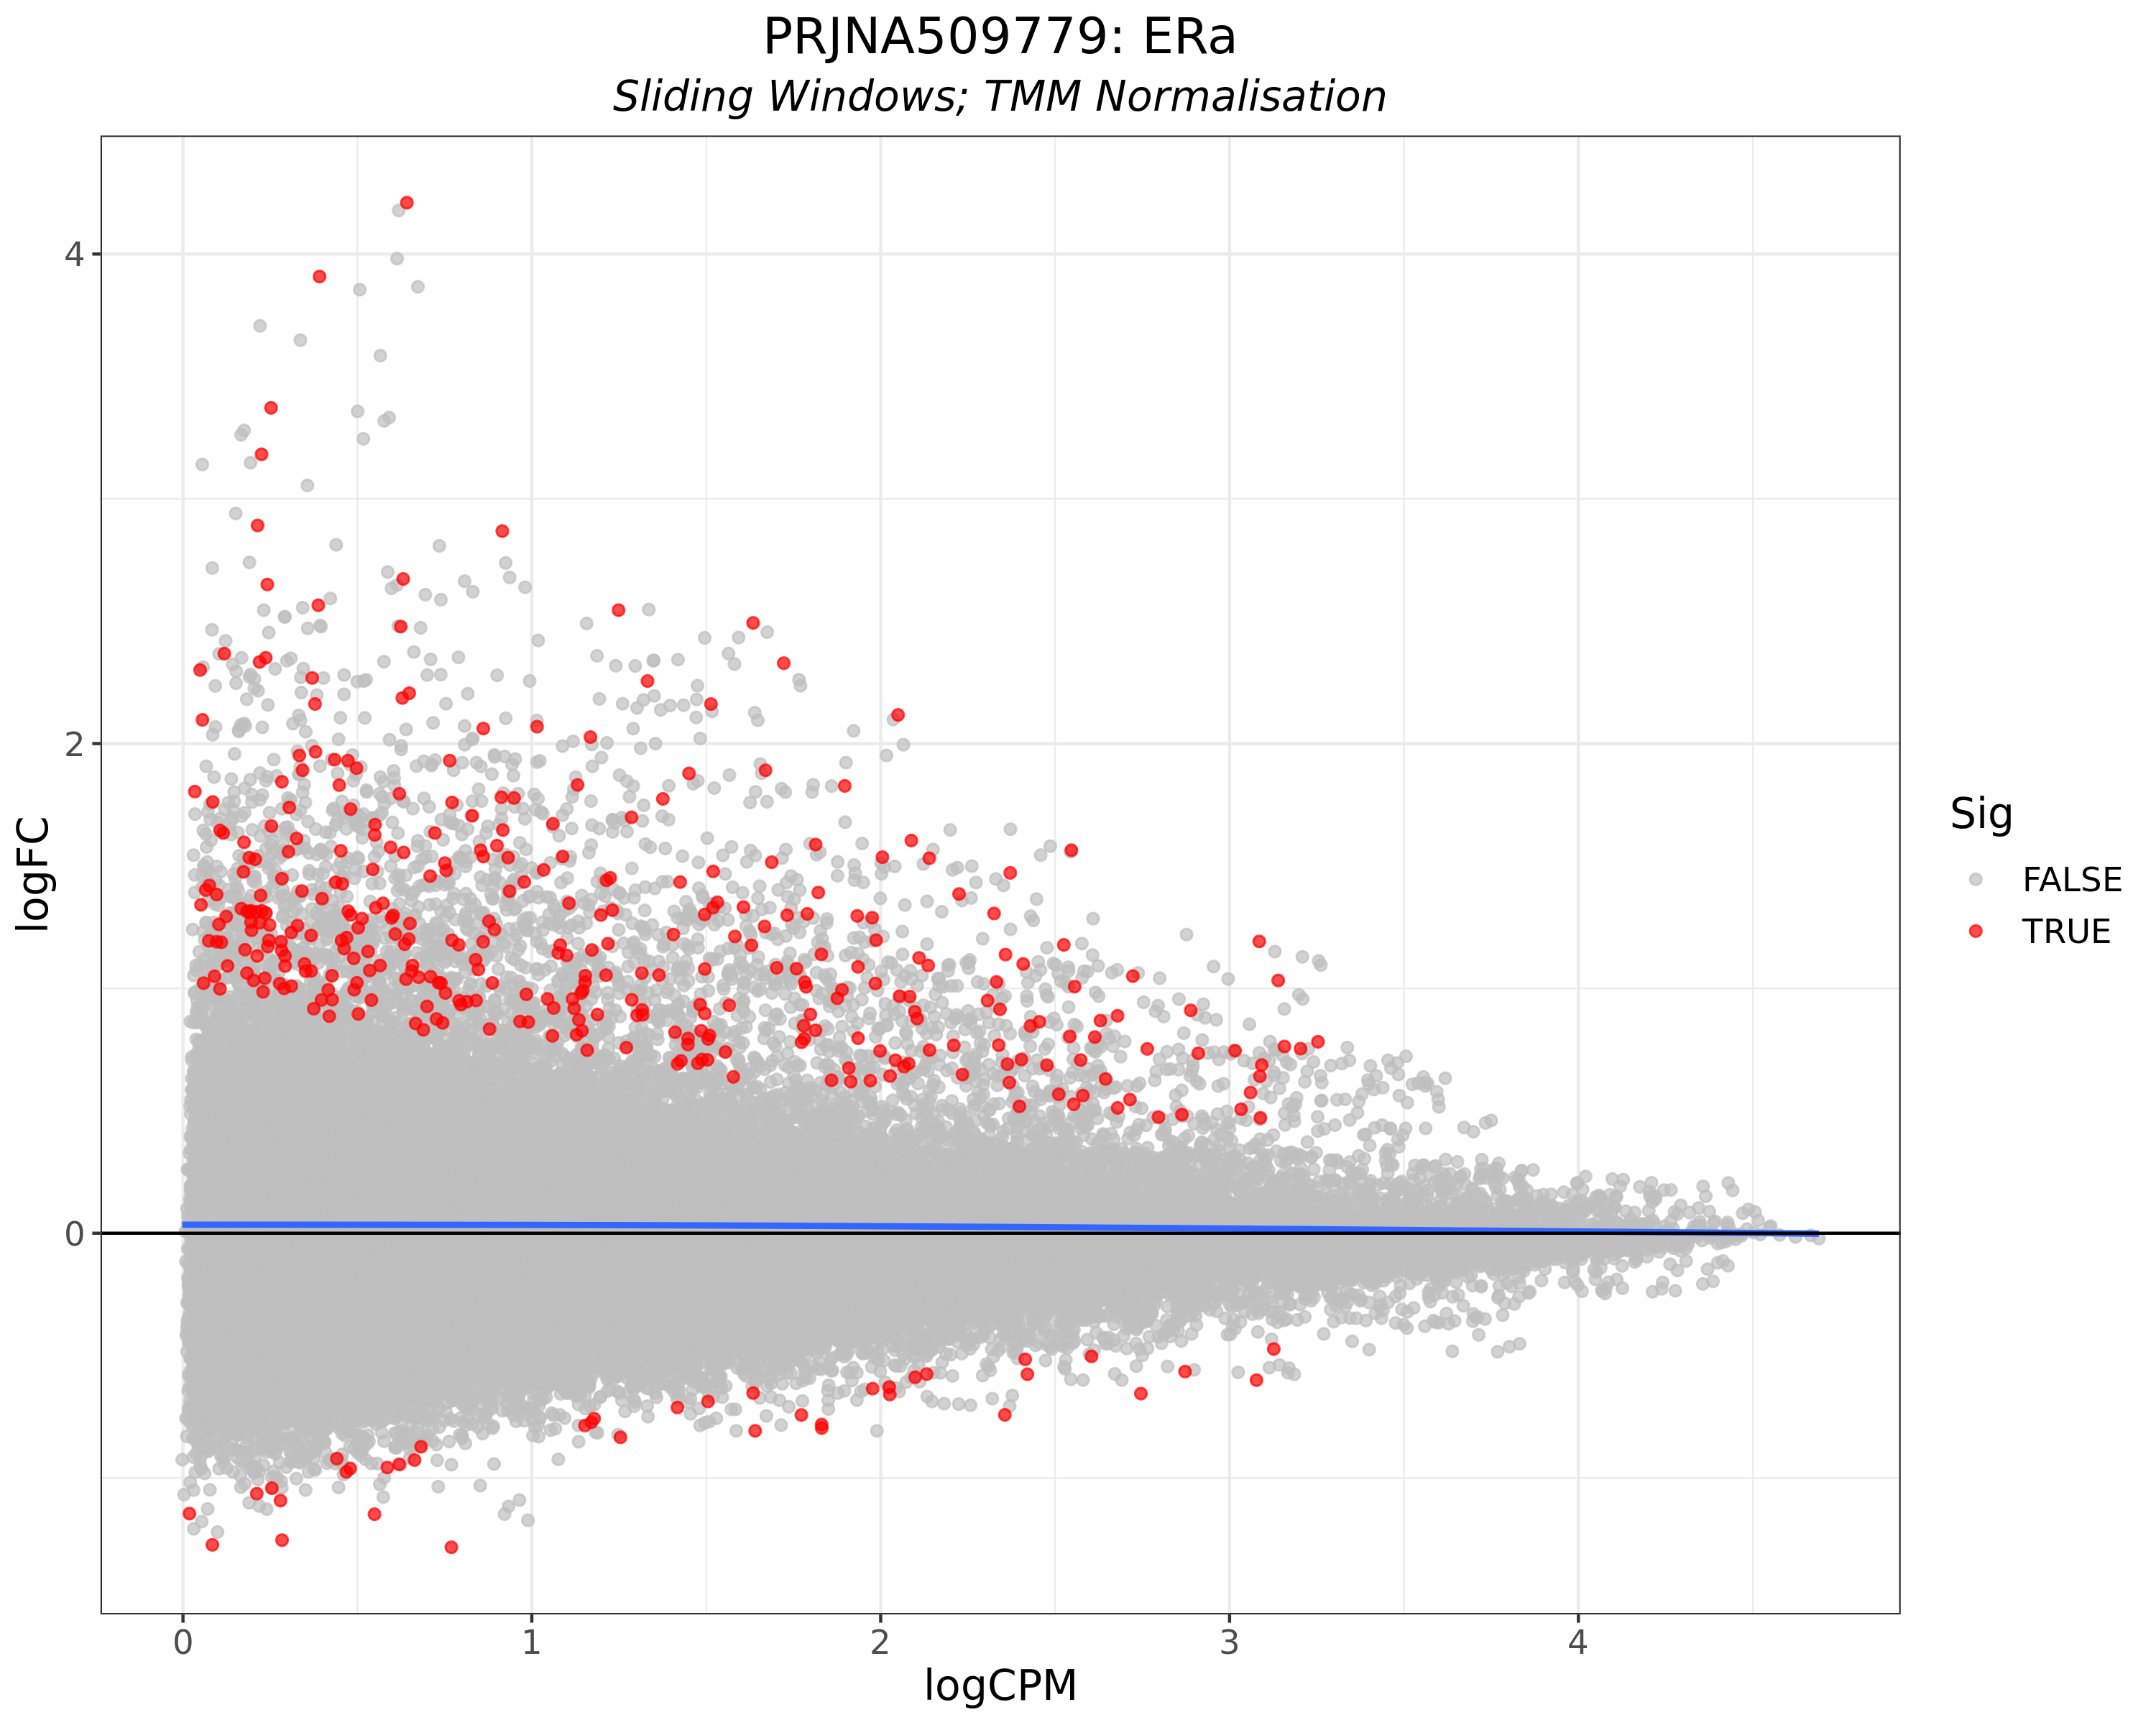 PRJNA509779: ERa
Sliding Windows; TMM Normalisation
logFC
4
2
0
0
1
2
3
4
logCPM
Sig
FALSE
TRUE